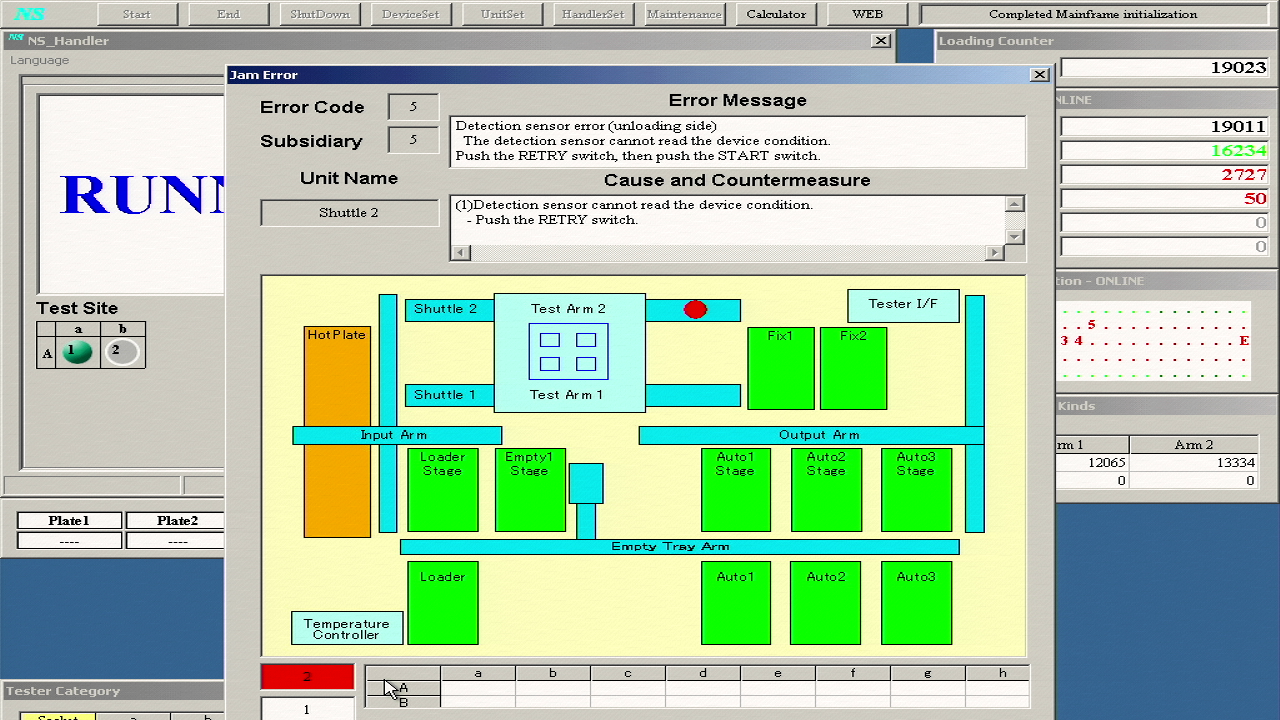 NS Start End ShutDown DeviceSet UnitSet HandlerSet Maintenance Calculator WEB Completed Mainframe initialization
NS NS_Handler
Loading Counter
Language
19023
Jam Error
Error Code 5
Subsidiary 5
Error Message
Detection sensor error (unloading side)
The detection sensor cannot read the device condition.
Push the RETRY switch, then push the START switch.
Unit Name
Shuttle 2
Cause and Countermeasure
(1)Detection sensor cannot read the device condition.
- Push the RETRY switch.
NLINE
19011
16234
2727
50
0
0
RUNN
Test Site
a b
A 1 2
tion - ONLINE
5
3 4 E
Shuttle 2
Test Arm 2
Tester I/F
HotPlate
Fix1
Fix2
Shuttle 1
Test Arm 1
Input Arm
Output Arm
Loader
Stage
Empty1
Stage
Auto1
Stage
Auto2
Stage
Auto3
Stage
Empty Tray Arm
Loader
Auto1
Auto2
Auto3
Temperature
Controller
Kinds
rm 1 Arm 2
12065 13334
0 0
Plate1 Plate2
---- ----
2
1
a b c d e f g h
A
B
Tester Category
Socket a b